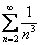 ∞
∑ 1/n³
n=2